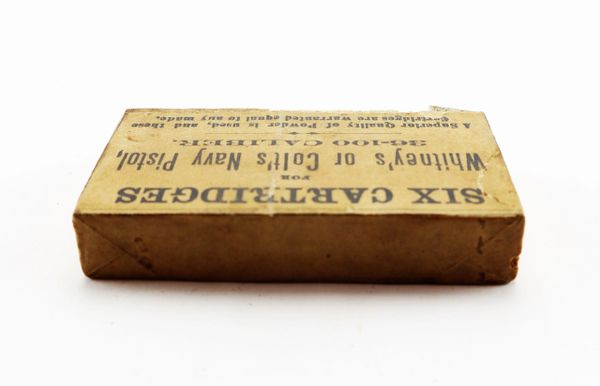 SIX CARTRIDGES
FOR
Whitney's or Colt's Navy Pistol,
36-100 CALIBER.
A Superior Quality of Powder is used, and these
Cartridges are warranted equal to any made.